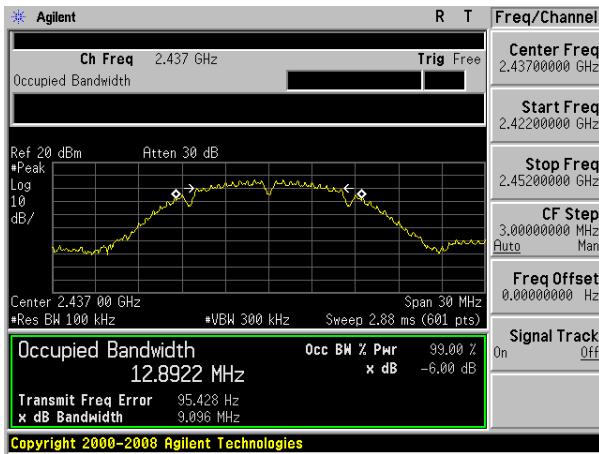 Agilent R T
Ch Freq 2.437 GHz Trig Free
Occupied Bandwidth
Ref 20 dBm Atten 30 dB
#Peak
Log
10
dB/
Center 2.437 00 GHz Span 30 MHz
#Res BW 100 kHz #VBW 300 kHz Sweep 2.88 ms (601 pts)
Occupied Bandwidth Occ BW % Pwr 99.00 %
12.8922 MHz x dB -6.00 dB
Transmit Freq Error 95.428 Hz
x dB Bandwidth 9.096 MHz
Copyright 2000-2008 Agilent Technologies
Freq/Channel
Center Freq
2.43700000 GHz
Start Freq
2.42200000 GHz
Stop Freq
2.45200000 GHz
CF Step
3.00000000 MHz
Auto Man
Freq Offset
0.00000000 Hz
Signal Track
On Off